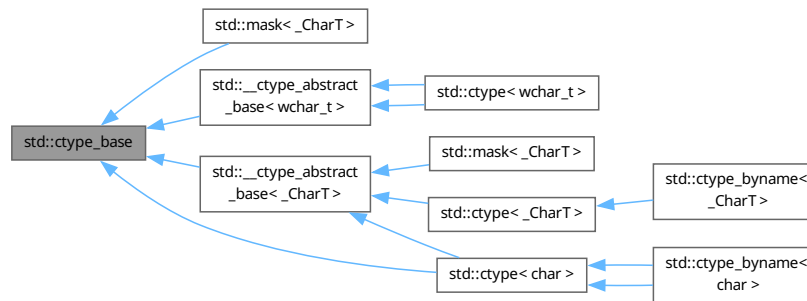 std::mask< _CharT >
std::__ctype_abstract
_base< wchar_t >
std::ctype< wchar_t >
std::ctype_base
std::mask< _CharT >
std::__ctype_abstract
_base< _CharT >
std::ctype_byname<
_CharT >
std::ctype< _CharT >
std::ctype< char >
std::ctype_byname<
char >